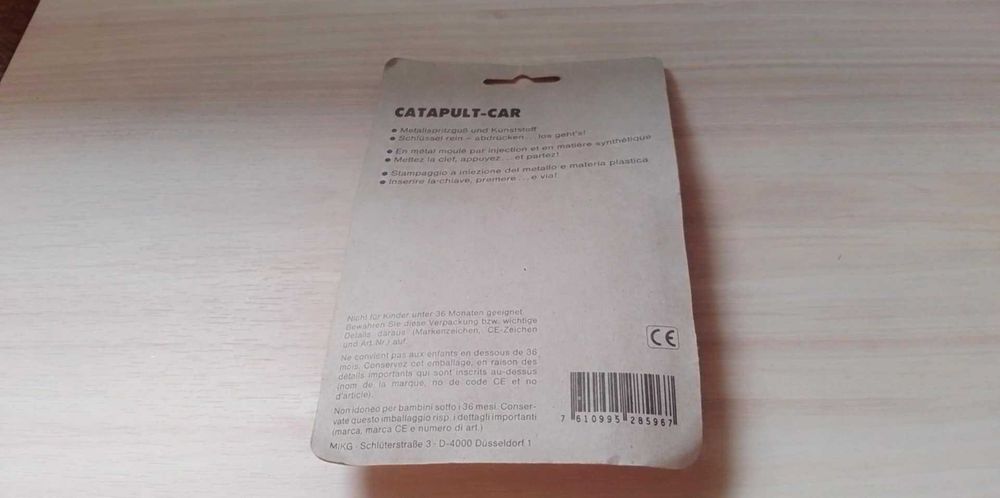 CATAPULT-CAR
• Metallspritzguß und Kunststoff
• Schlüssel rein – abdrücken... los geht's!
• En métal moulé par injection et en matière synthétique
• Mettez la clef, appuyez... et partez!
• Stampaggio a iniezione del metallo e materia plastica
• Inserire la chiave, premere... e via!
Nicht für Kinder unter 36 Monaten geeignet.
Bewahren Sie diese Verpackung bzw. wichtige
Details daraus (Markenzeichen, CE-Zeichen
und Art.Nr.) auf.
Ne convient pas aux enfants en dessous de 36
mois. Conservez cet emballage, en raison des
détails importants qui sont inscrits au-dessus
(nom de la marque, no de code CE et no
d'article).
Non idoneo per bambini sotto i 36 mesi. Conser-
vate questo imballaggio risp. i dettagli importanti
(marca, marca CE e numero di art.)
MIKG · Schlüterstraße 3 · D-4000 Düsseldorf 1
CE
7 610995 285967